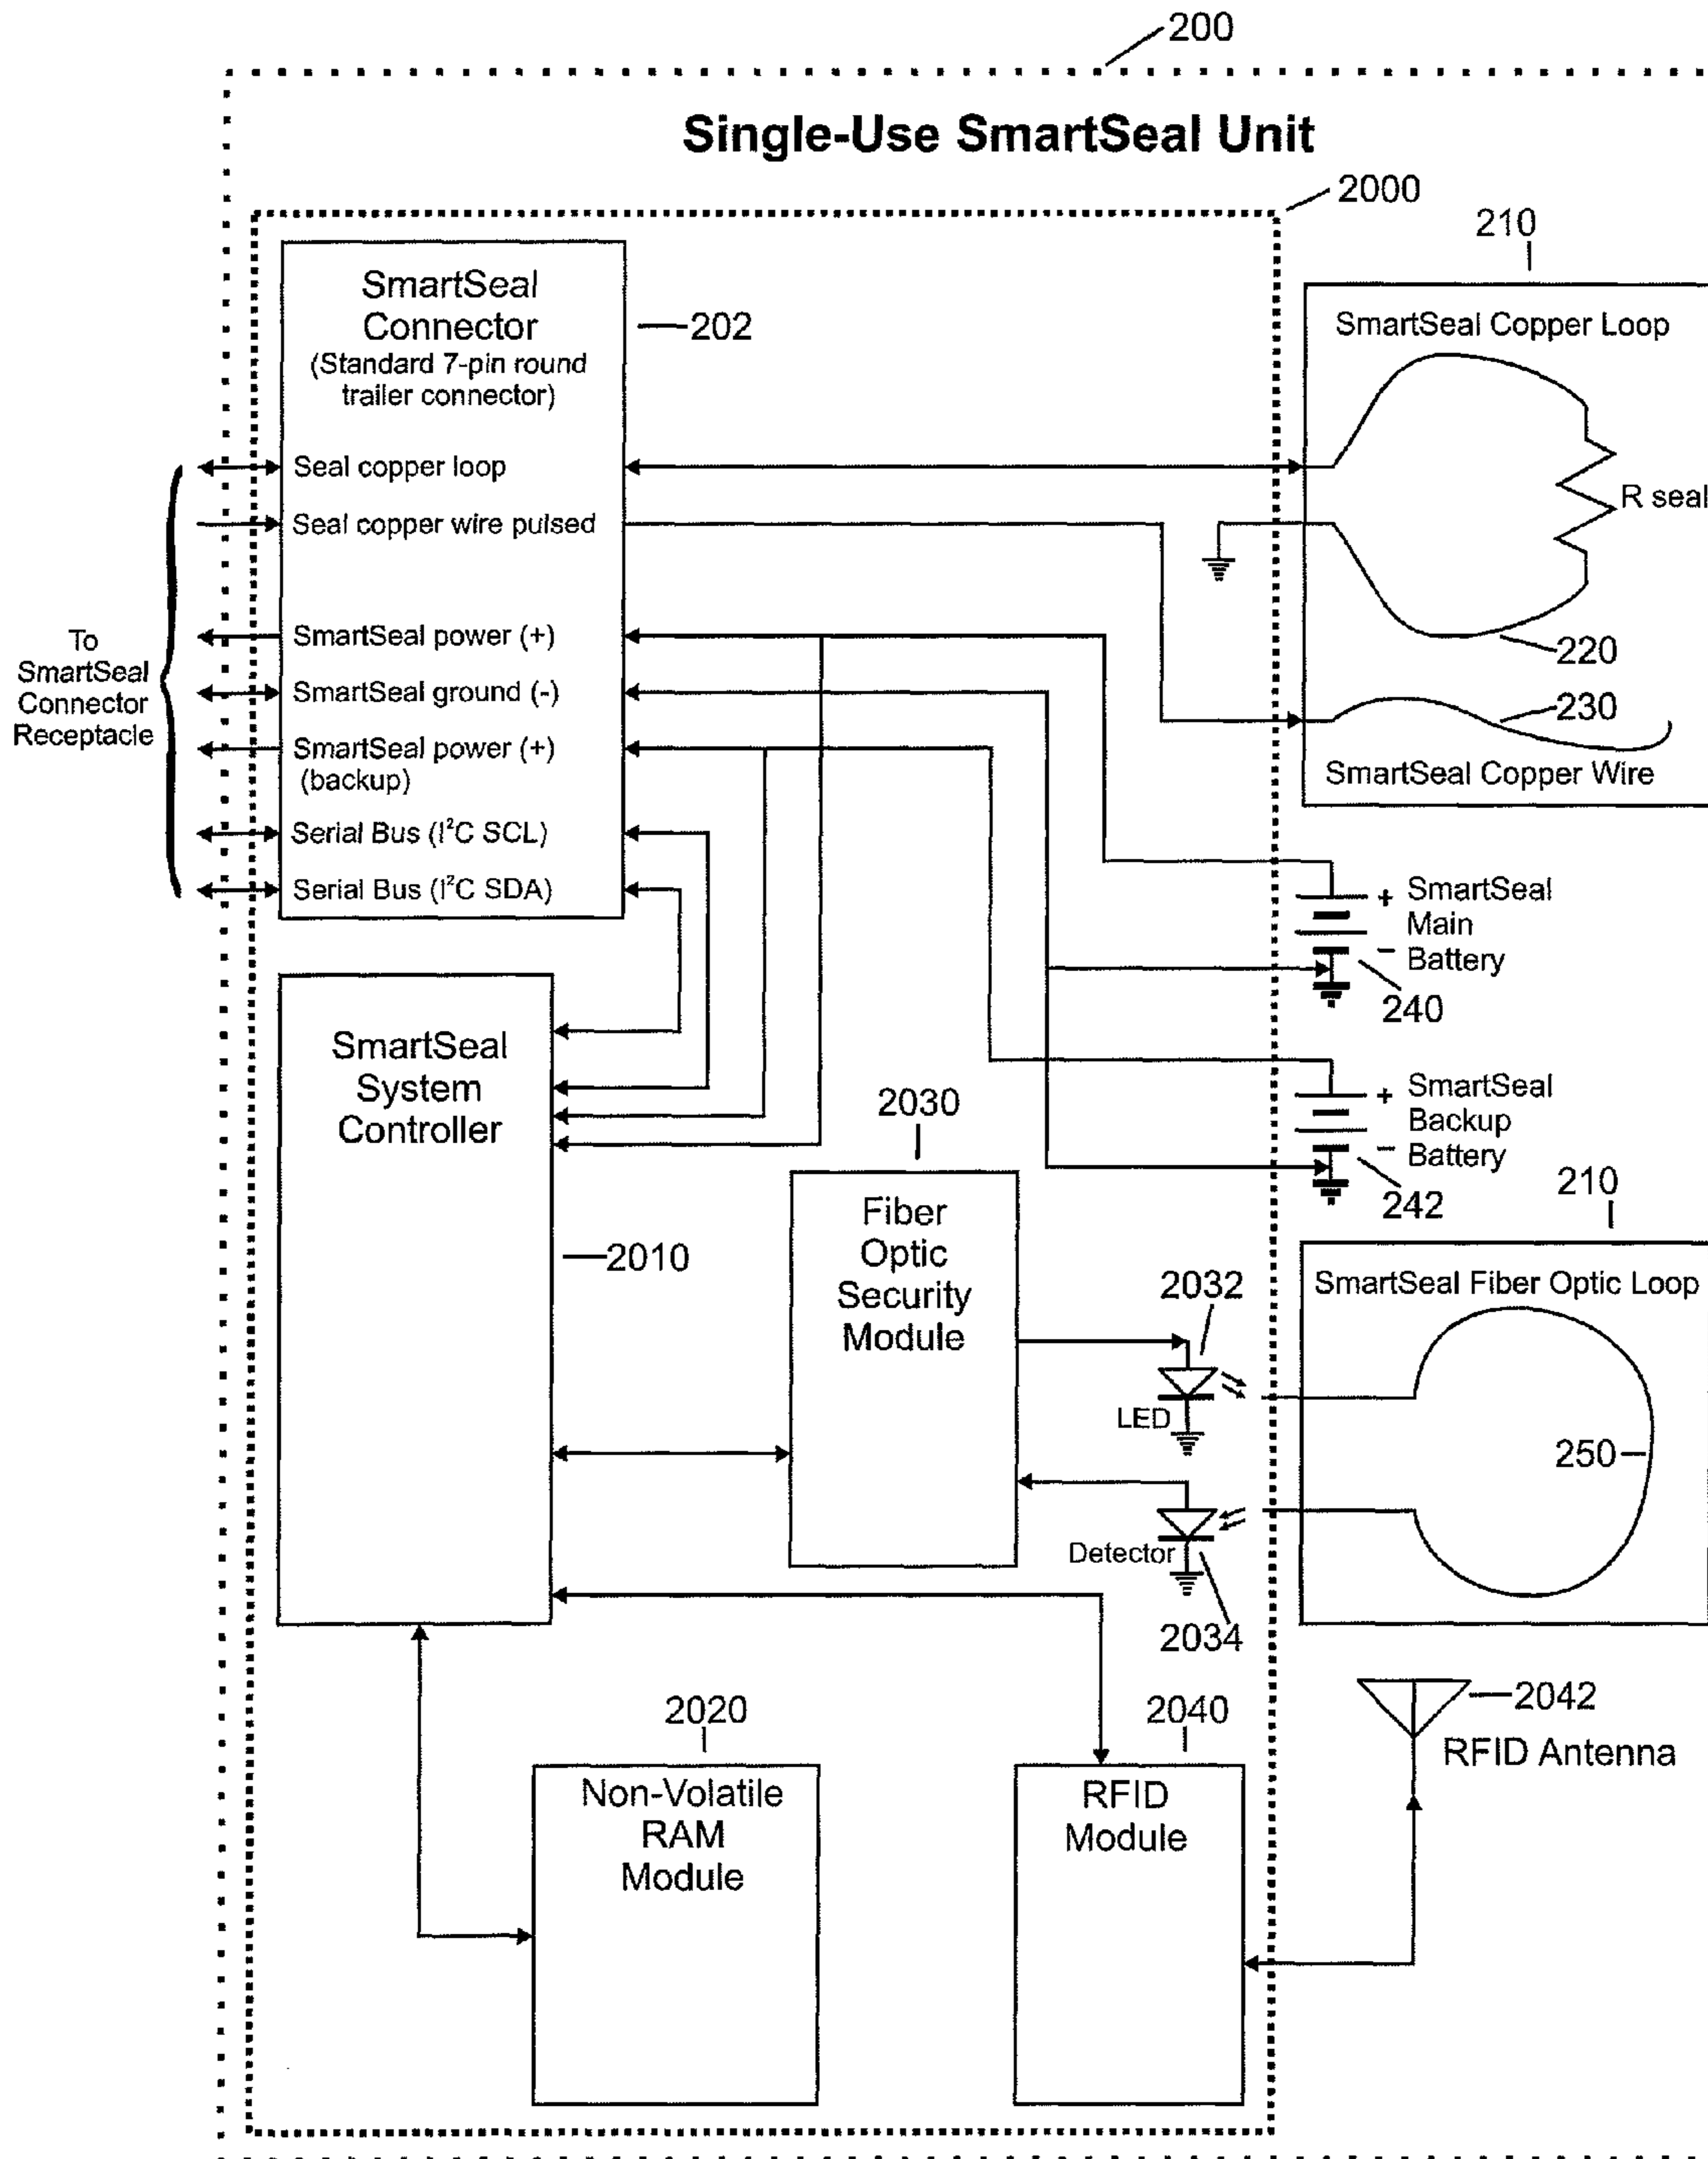 200
Single-Use SmartSeal Unit
2000
SmartSeal
Connector
(Standard 7-pin round
trailer connector)
202
Seal copper loop
Seal copper wire pulsed
SmartSeal power (+)
SmartSeal ground (-)
SmartSeal power (+)
(backup)
Serial Bus (I²C SCL)
Serial Bus (I²C SDA)
To
SmartSeal
Connector
Receptacle
210
SmartSeal Copper Loop
R seal
220
230
SmartSeal Copper Wire
+ SmartSeal
Main
− Battery
240
+ SmartSeal
Backup
− Battery
242
SmartSeal
System
Controller
2010
2030
Fiber
Optic
Security
Module
2032
LED
Detector
2034
210
SmartSeal Fiber Optic Loop
250
2020
Non-Volatile
RAM
Module
2040
RFID
Module
2042
RFID Antenna